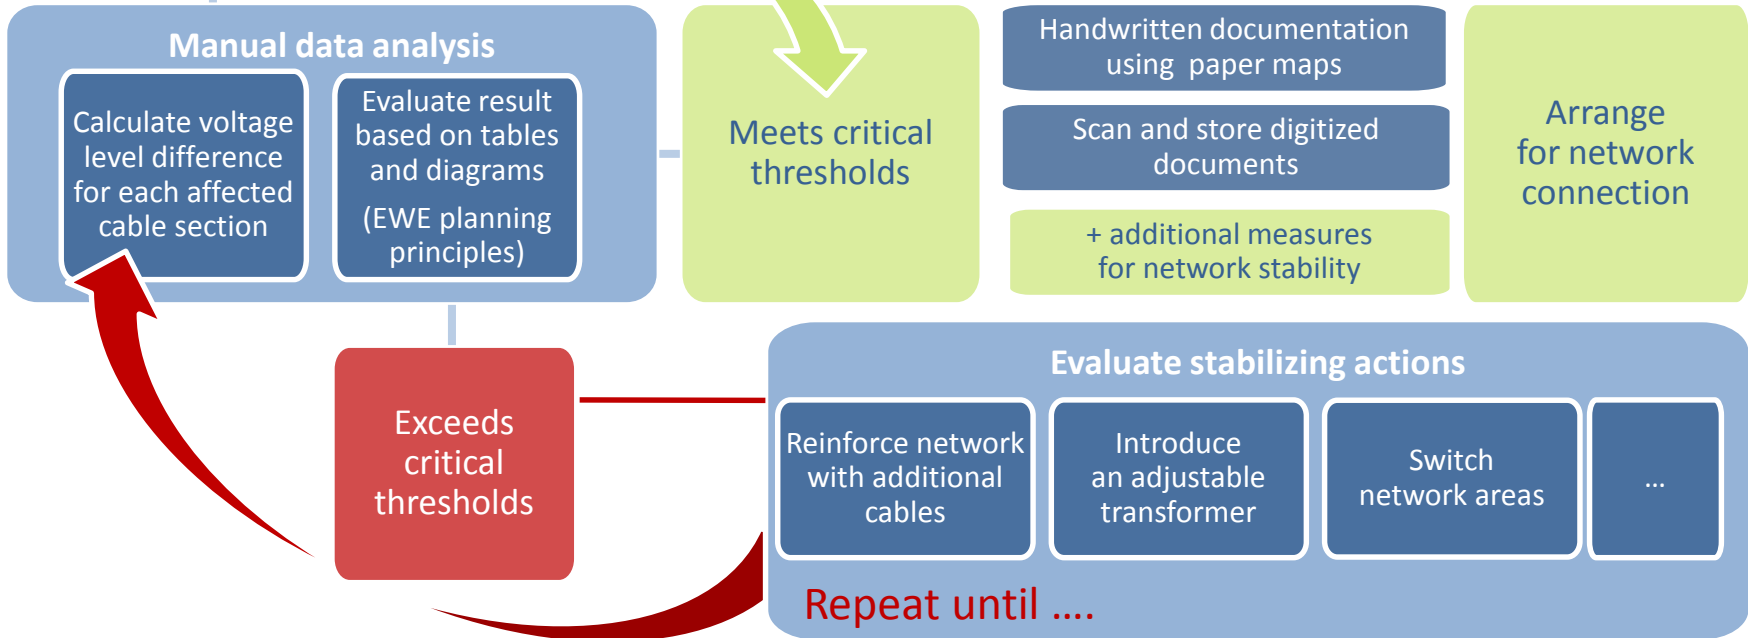 Manual data analysis
Calculate voltage
level difference
for each affected
cable section
Evaluate result
based on tables
and diagrams
(EWE planning
principles)
Meets critical
thresholds
Handwritten documentation
using paper maps
Scan and store digitized
documents
+ additional measures
for network stability
Arrange
for network
connection
Exceeds
critical
thresholds
Evaluate stabilizing actions
Reinforce network
with additional
cables
Introduce
an adjustable
transformer
Switch
network areas
...
Repeat until ....